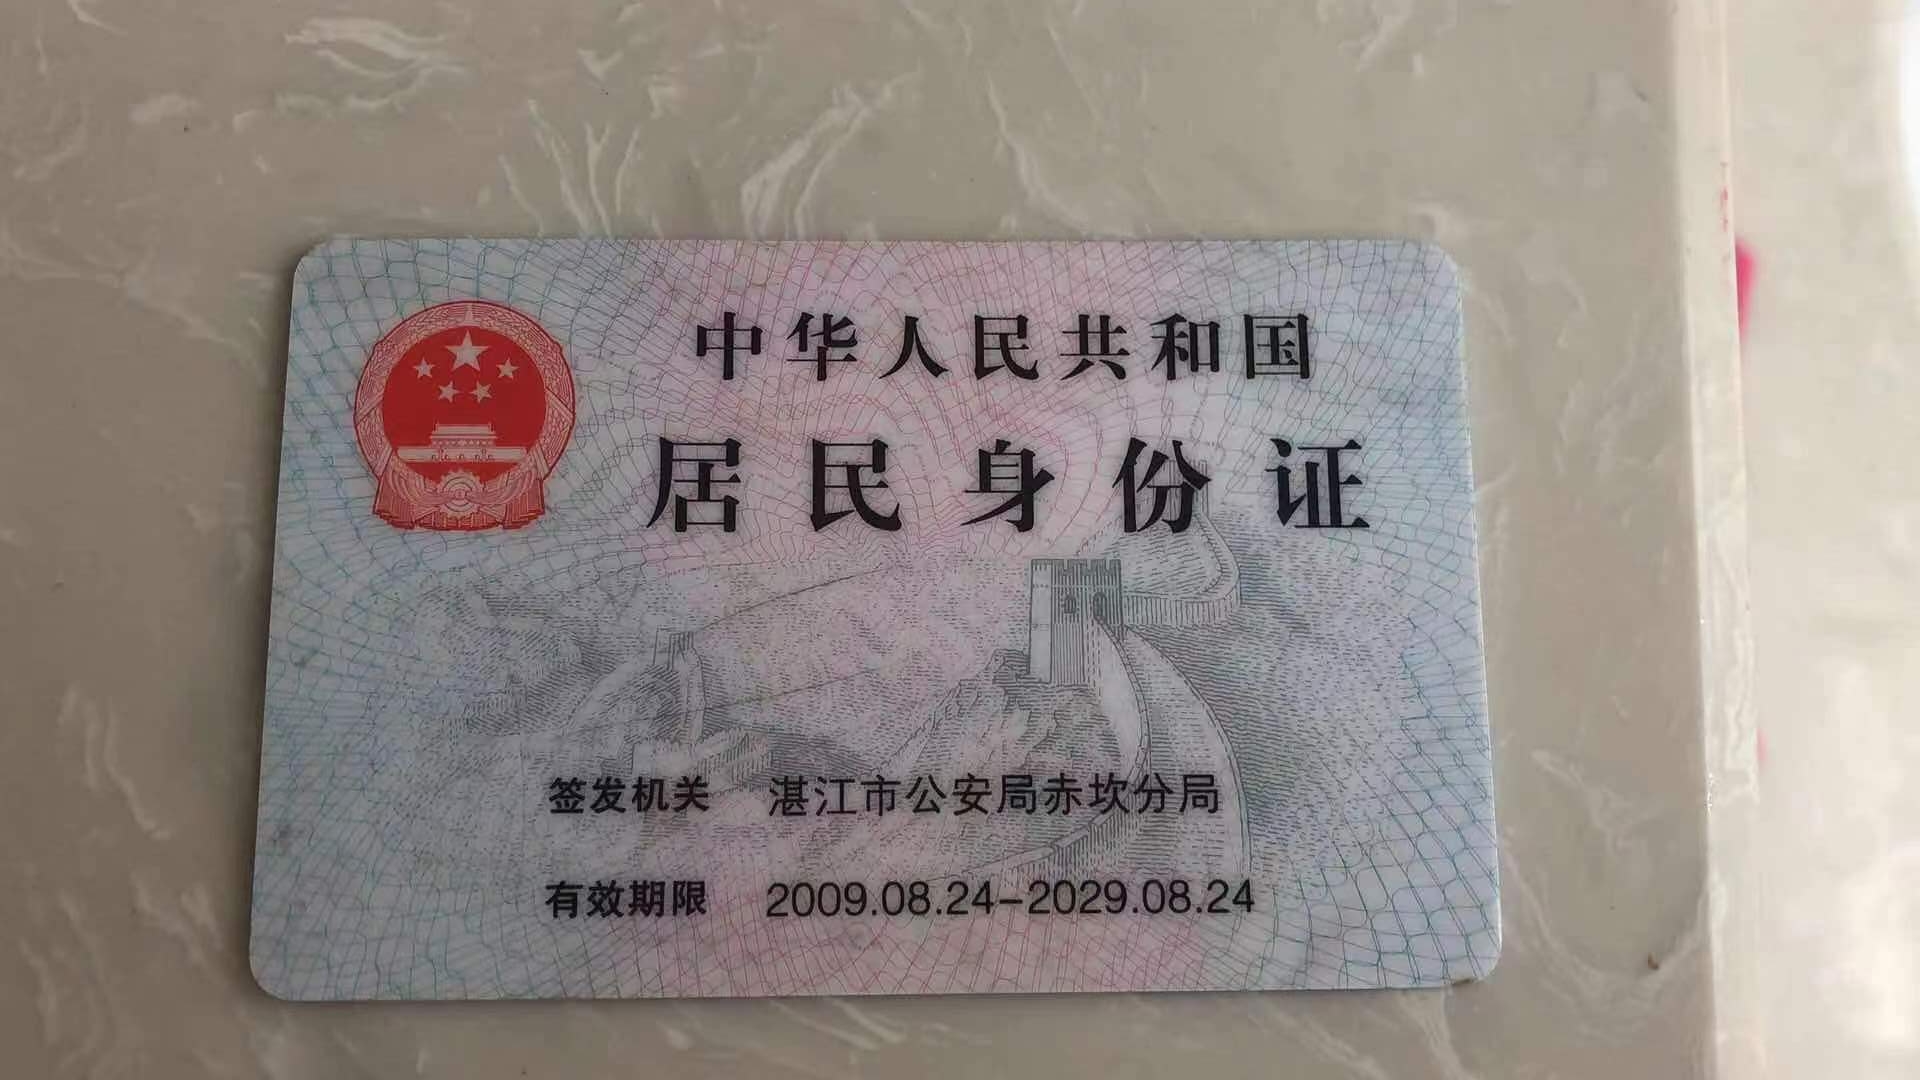 中华人民共和国
居民身份证
签发机关 湛江市公安局赤坎分局
有效期限 2009.08.24-2029.08.24